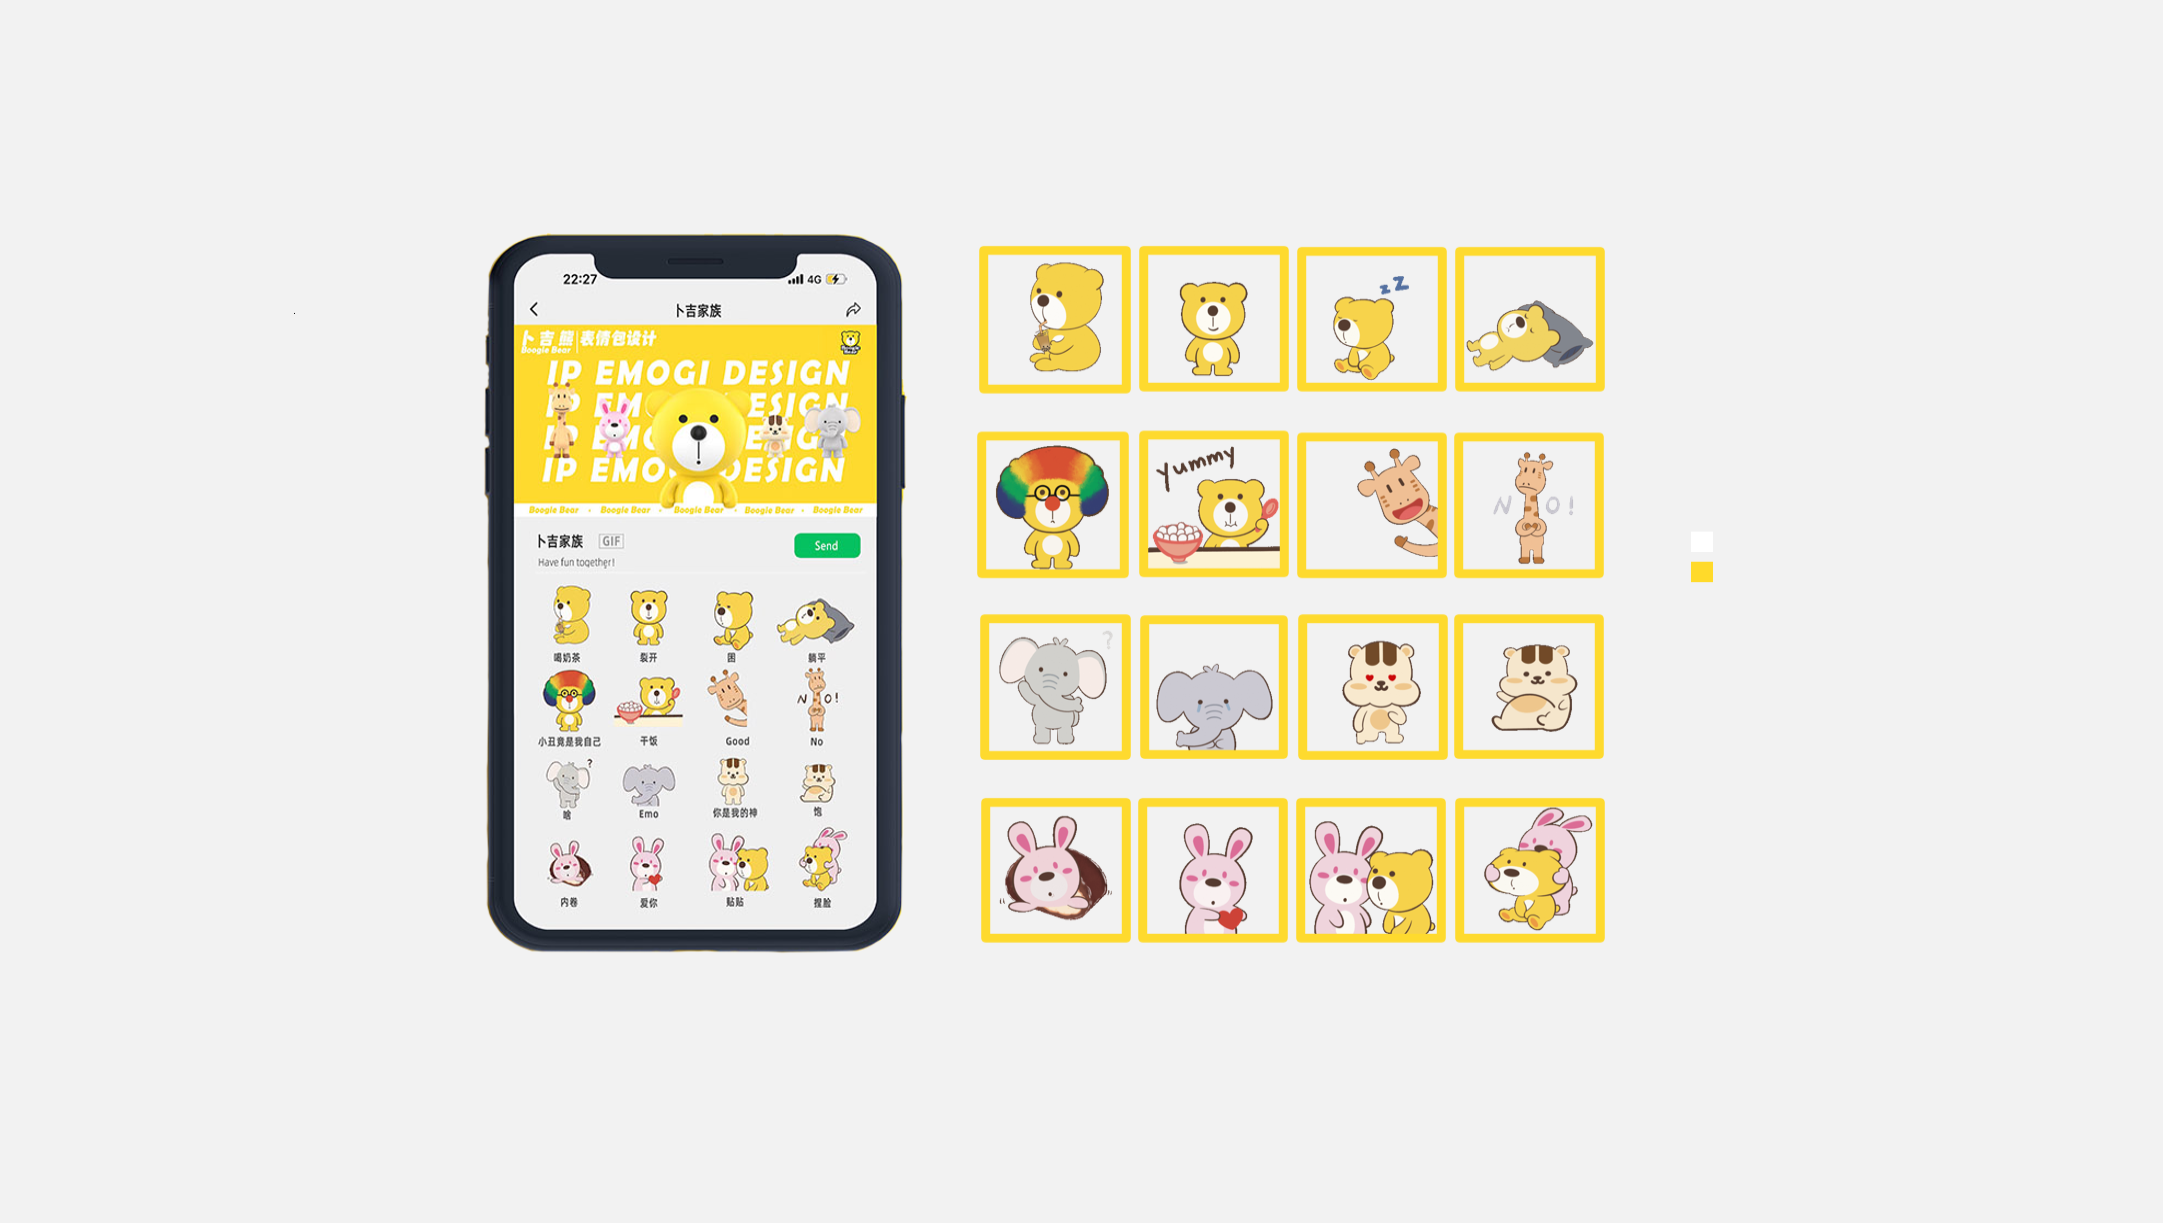 22:27 4G
卜吉家族
卜吉熊 表情包设计
Boogie Bear
IP EMOGI DESIGN
IP EM ESIGN
IP EMO DESIGN
IP EMO DESIGN
Boogie Bear · Boogie Bear · Boogie Bear · Boogie Bear · Boogie Bear
卜吉家族 GIF Send
Have fun together!
喝奶茶 裂开 困 躺平
NO!
小丑竟是我自己 干饭 Good No
?
啥 Emo 你是我的神 饱
内卷 爱你 贴贴 捏脸
zZ
Yummy
NO!
?